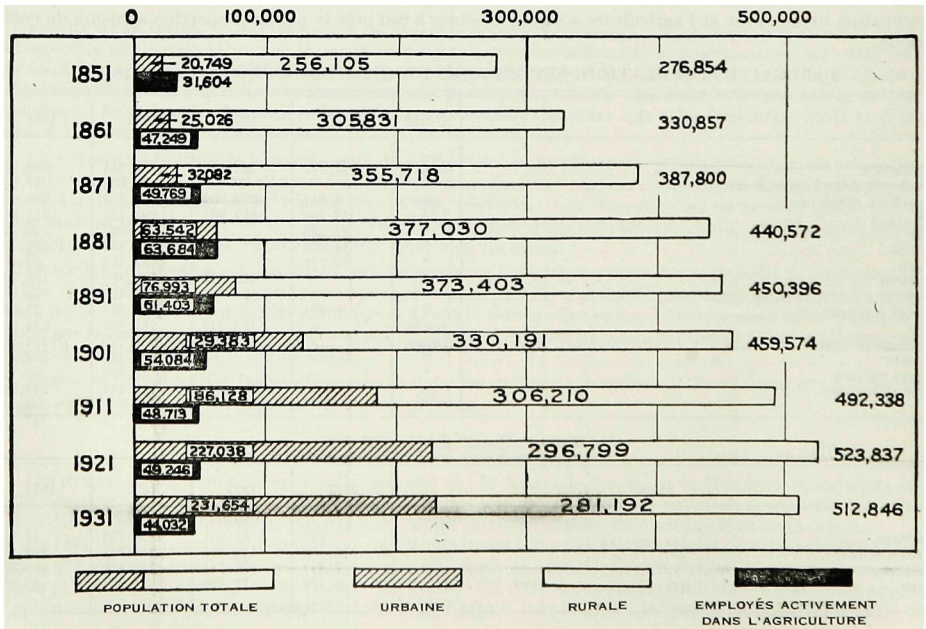 0 100,000 300,000 500,000
1851 20,749 256,105 276,854
31,604
1861 25,026 305,831 330,857
47,249
1871 32,082 355,718 387,800
49,769
1881 63,542 377,030 440,572
63,684
1891 76,993 373,403 450,396
61,403
1901 129,383 330,191 459,574
54,084
1911 186,128 306,210 492,338
48,713
1921 227,038 296,799 523,837
49,246
1931 231,654 281,192 512,846
44,032
POPULATION TOTALE URBAINE RURALE EMPLOYÉS ACTIVEMENT
DANS L'AGRICULTURE